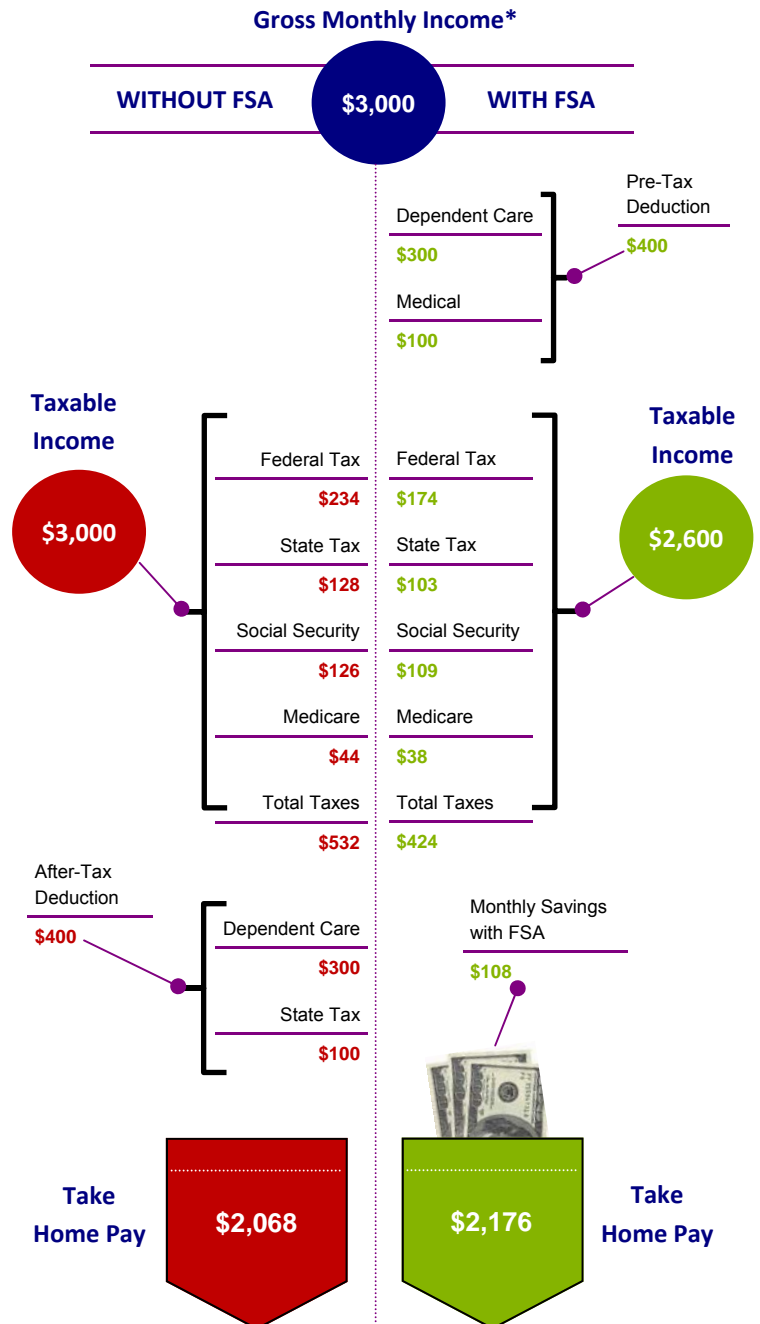 Gross Monthly Income*
WITHOUT FSA
$3,000
WITH FSA
Pre-Tax
Deduction
$400
Dependent Care
$300
Medical
$100
Taxable
Income
$3,000
Federal Tax
$234
State Tax
$128
Social Security
$126
Medicare
$44
Total Taxes
$532
Federal Tax
$174
State Tax
$103
Social Security
$109
Medicare
$38
Total Taxes
$424
Taxable
Income
$2,600
After-Tax
Deduction
$400
Dependent Care
$300
State Tax
$100
Monthly Savings
with FSA
$108
Take
Home Pay
$2,068
$2,176
Take
Home Pay